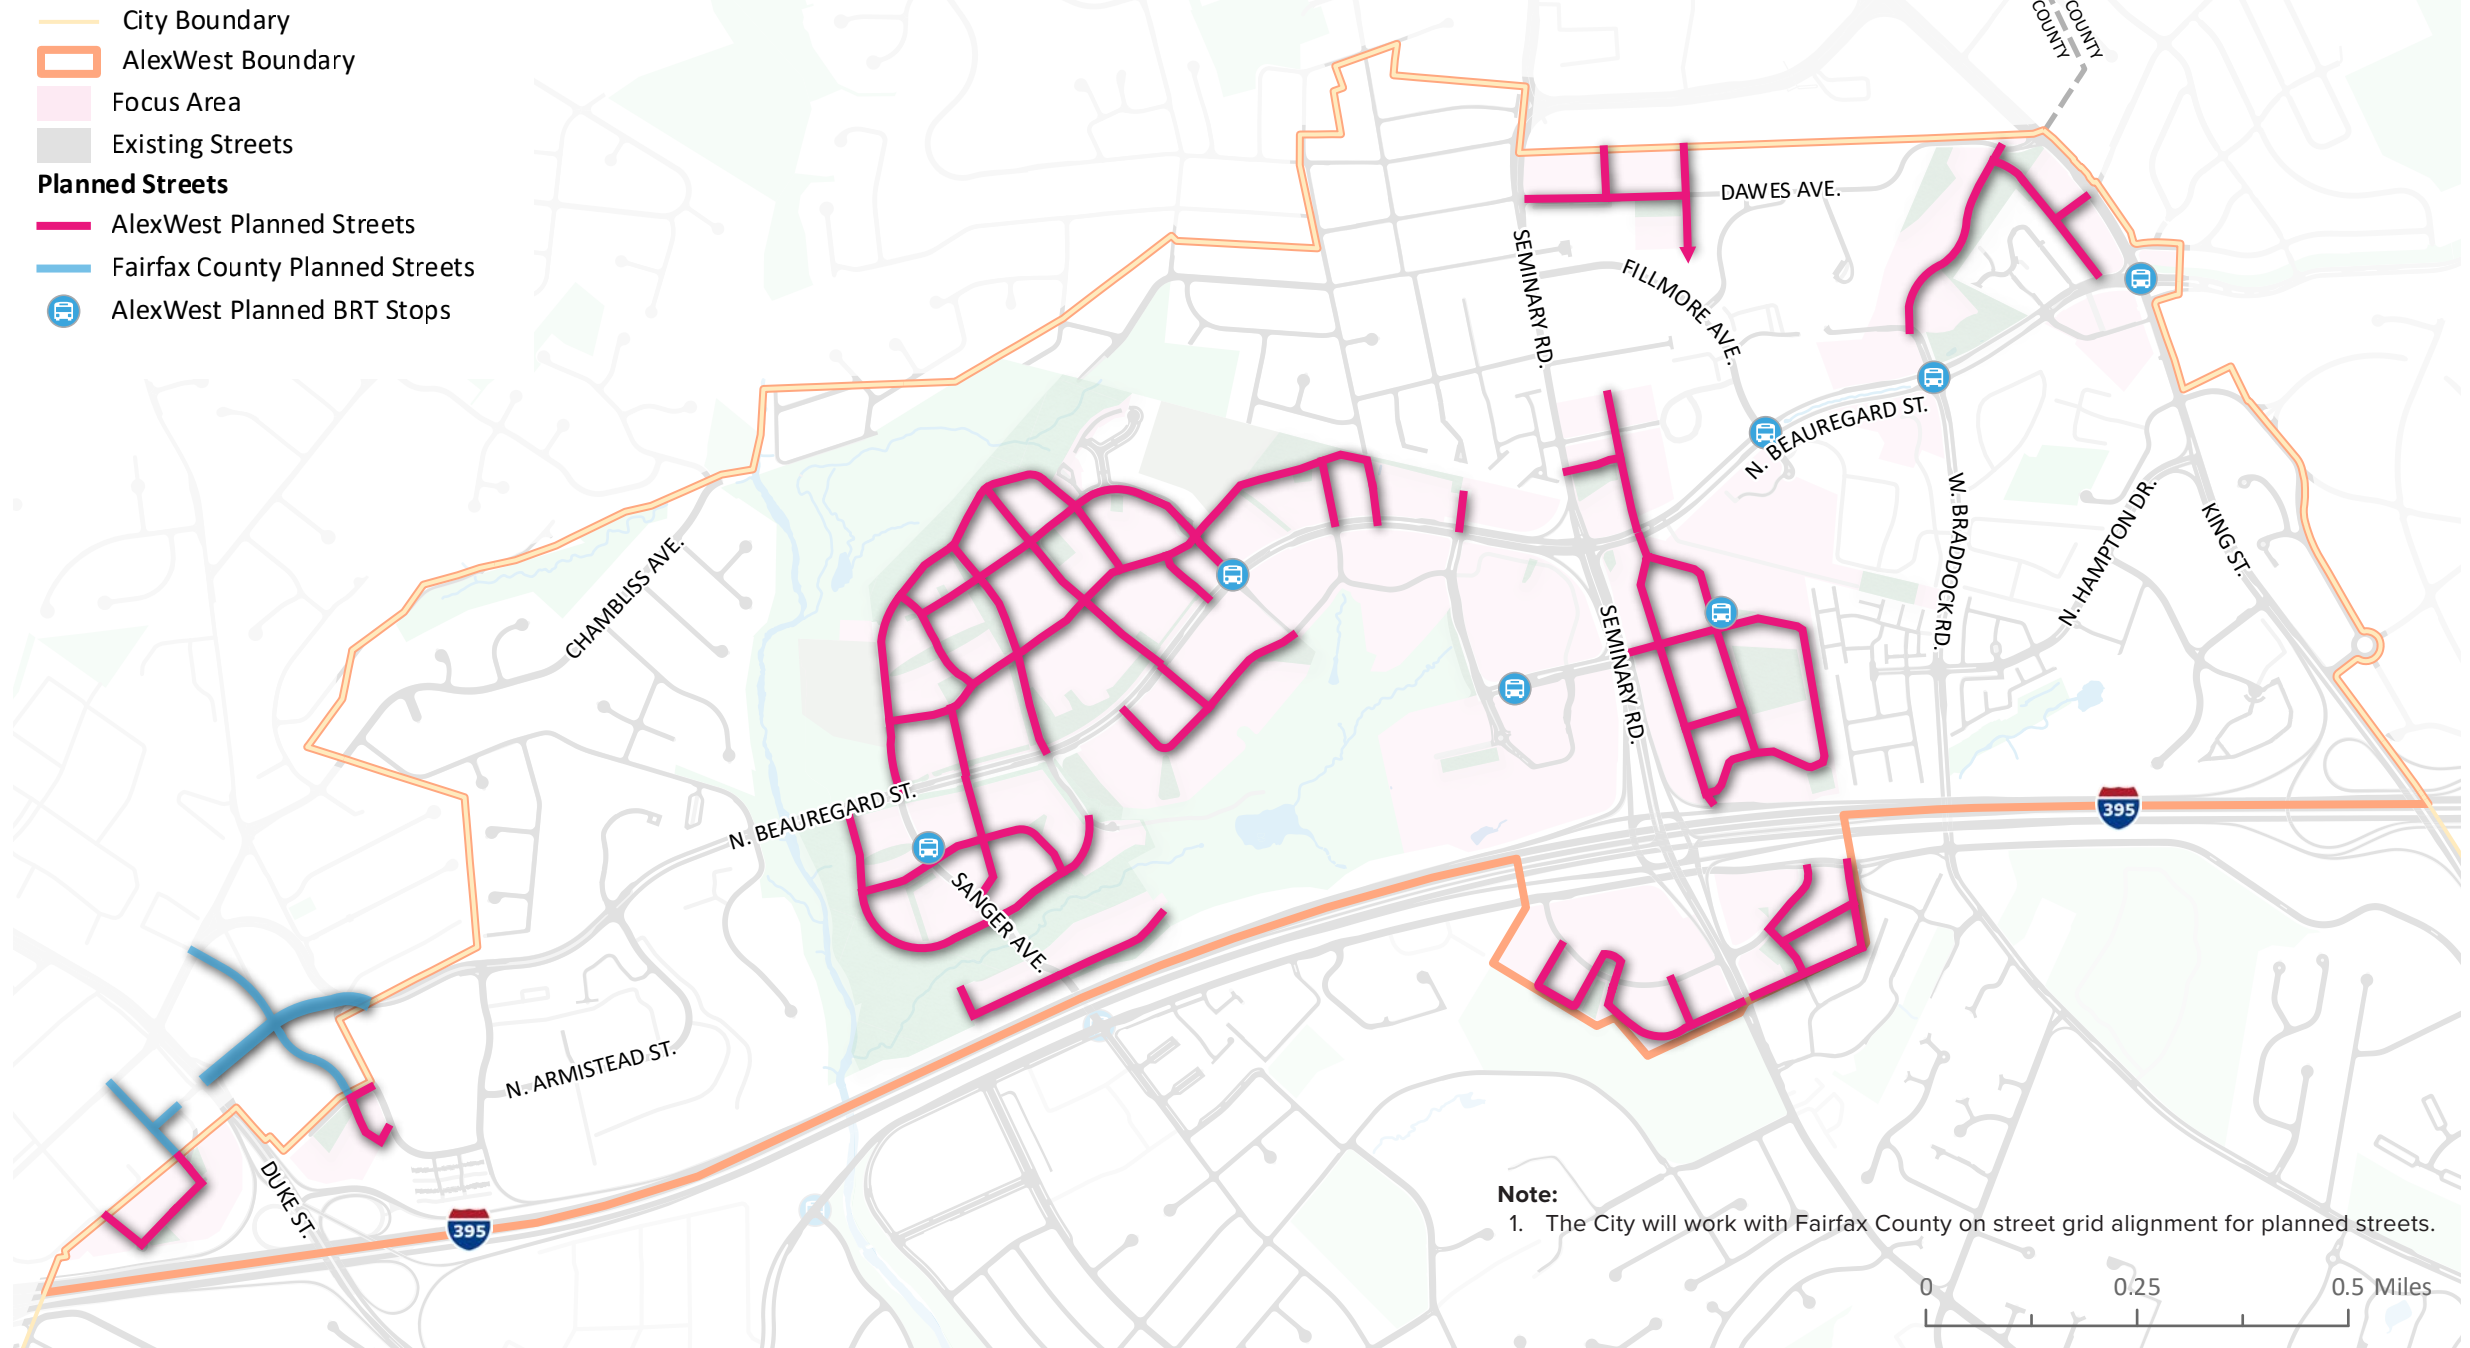 City Boundary
AlexWest Boundary
Focus Area
Existing Streets
Planned Streets
AlexWest Planned Streets
Fairfax County Planned Streets
AlexWest Planned BRT Stops
COUNTY
COUNTY
DAWES AVE.
SEMINARY RD.
FILLMORE AVE.
N. BEAUREGARD ST.
W. BRADDOCK RD.
N. HAMPTON DR.
KING ST.
CHAMBLISS AVE.
SEMINARY RD.
N. BEAUREGARD ST.
395
SANGER AVE.
N. ARMISTEAD ST.
DUKE ST.
395
Note:
1. The City will work with Fairfax County on street grid alignment for planned streets.
0 0.25 0.5 Miles